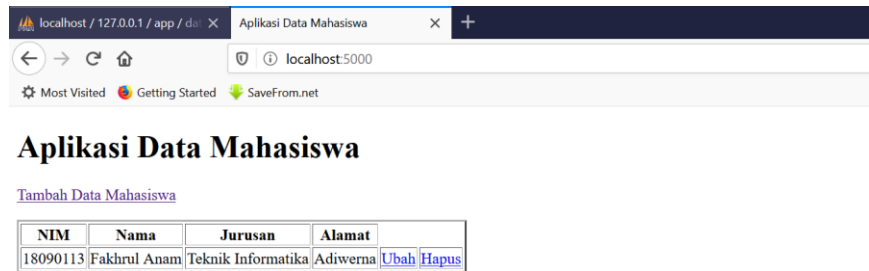 localhost / 127.0.0.1 / app / dat
Aplikasi Data Mahasiswa
localhost:5000
Most Visited Getting Started SaveFrom.net
Aplikasi Data Mahasiswa
Tambah Data Mahasiswa
NIM Nama Jurusan Alamat
18090113 Fakhrul Anam Teknik Informatika Adiwerna Ubah Hapus